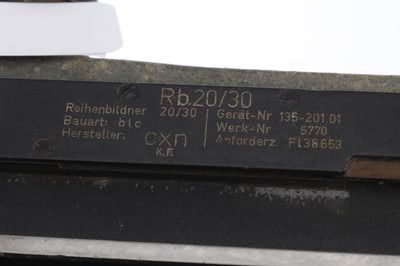 Rb.20/30
Reihenbildner 20/30
Bauart: blc
Hersteller: cxn
K.F.
Gerät-Nr 135-201.01
Werk-Nr 5770
Anforderz. Fl38653